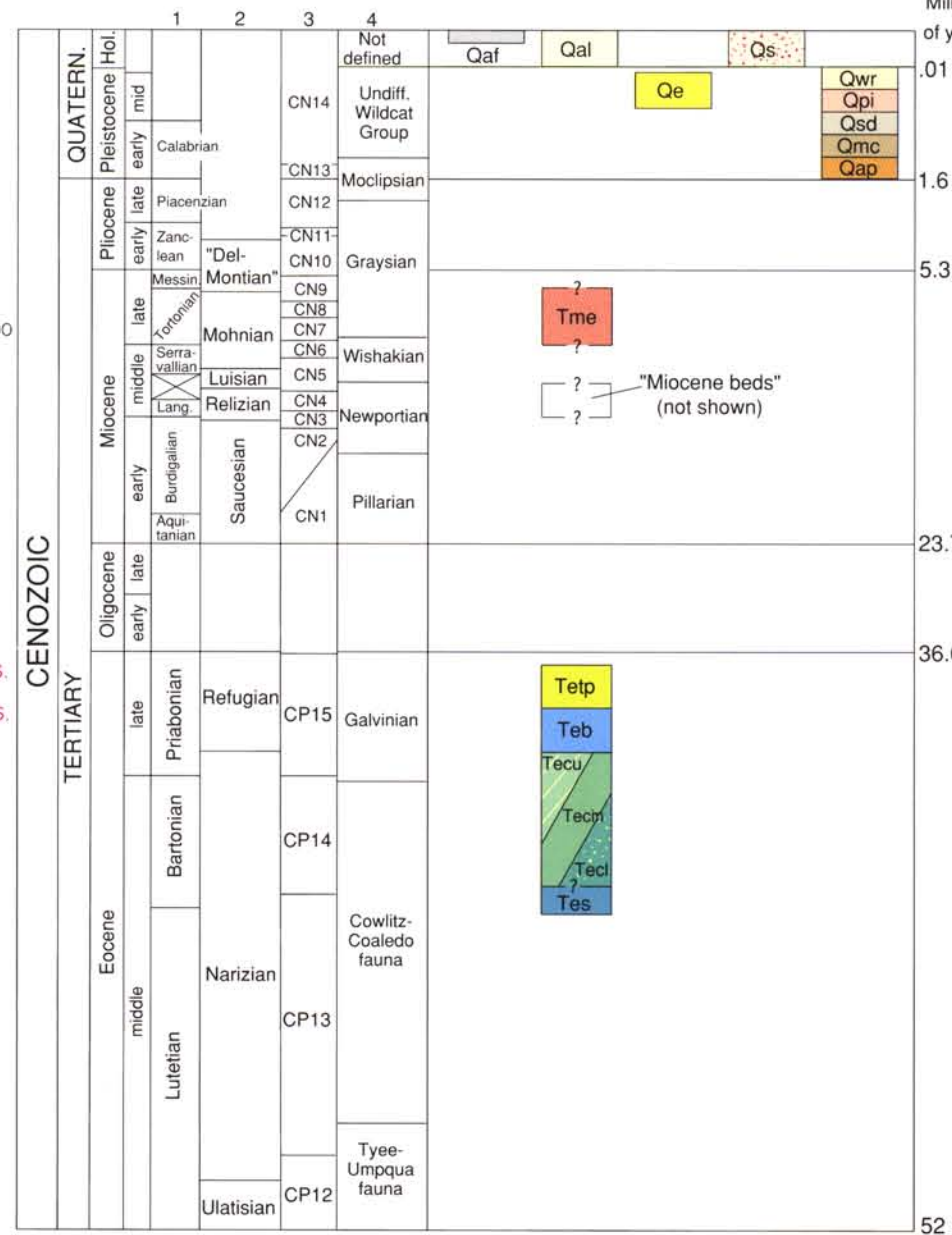 1
2
3
4
of y
QUATERN.
Hol.
Not
defined
Qaf
Qal
Qs
.01
Pleistocene
mid
CN14
Undiff.
Wildcat
Group
Qe
Qwr
Qpi
Qsd
Qmc
Qap
early
Calabrian
CN13
Moclipsian
1.6
Pliocene
late
Piacenzian
CN12
early
Zanc-
lean
"Del-
Montian"
CN11
CN10
Graysian
5.3
Miocene
late
Messin.
Tortonian
Mohnian
CN9
CN8
CN7
?
Tme
?
middle
Serra-
vallian
Lang.
Luisian
Relizian
CN6
CN5
CN4
CN3
Wishakian
Newportian
?
?
"Miocene beds"
(not shown)
early
Burdigalian
Aqui-
tanian
Saucesian
CN2
CN1
Pillarian
23.7
CENOZOIC
TERTIARY
Oligocene
late
early
36.
Eocene
late
Priabonian
Refugian
CP15
Galvinian
Tetp
Teb
Tecu
Tecm
Tecl
?
Tes
middle
Bartonian
CP14
Lutetian
Narizian
CP13
Cowlitz-
Coaledo
fauna
Tyee-
Umpqua
fauna
Ulatisian
CP12
52